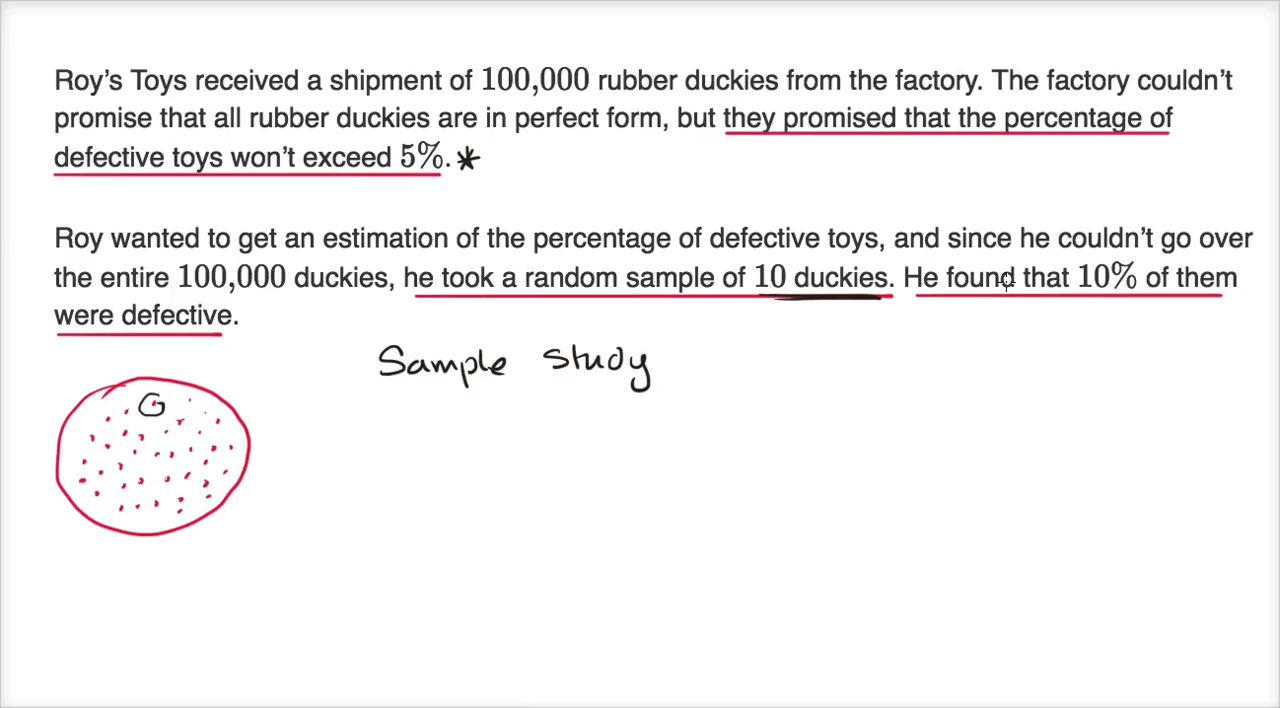 Roy’s Toys received a shipment of 100,000 rubber duckies from the factory. The factory couldn’t
promise that all rubber duckies are in perfect form, but they promised that the percentage of
defective toys won’t exceed 5%. *
Roy wanted to get an estimation of the percentage of defective toys, and since he couldn’t go over
the entire 100,000 duckies, he took a random sample of 10 duckies. He found that 10% of them
were defective.
Sample Study